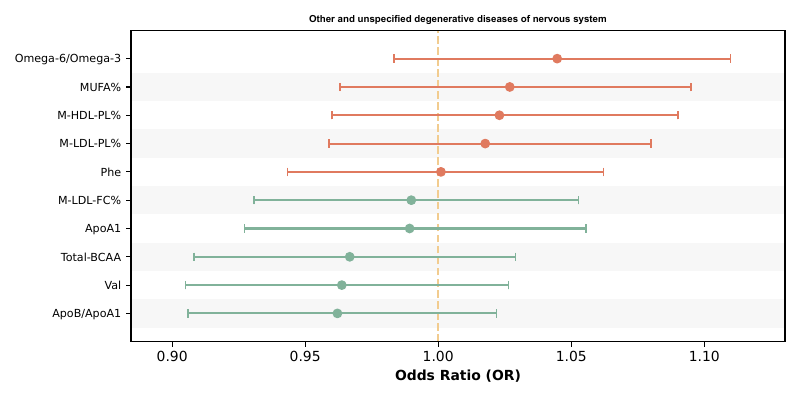 Other and unspecified degenerative diseases of nervous system
Omega-6/Omega-3
MUFA%
M-HDL-PL%
M-LDL-PL%
Phe
M-LDL-FC%
ApoA1
Total-BCAA
Val
ApoB/ApoA1
0.90 0.95 1.00 1.05 1.10
Odds Ratio (OR)